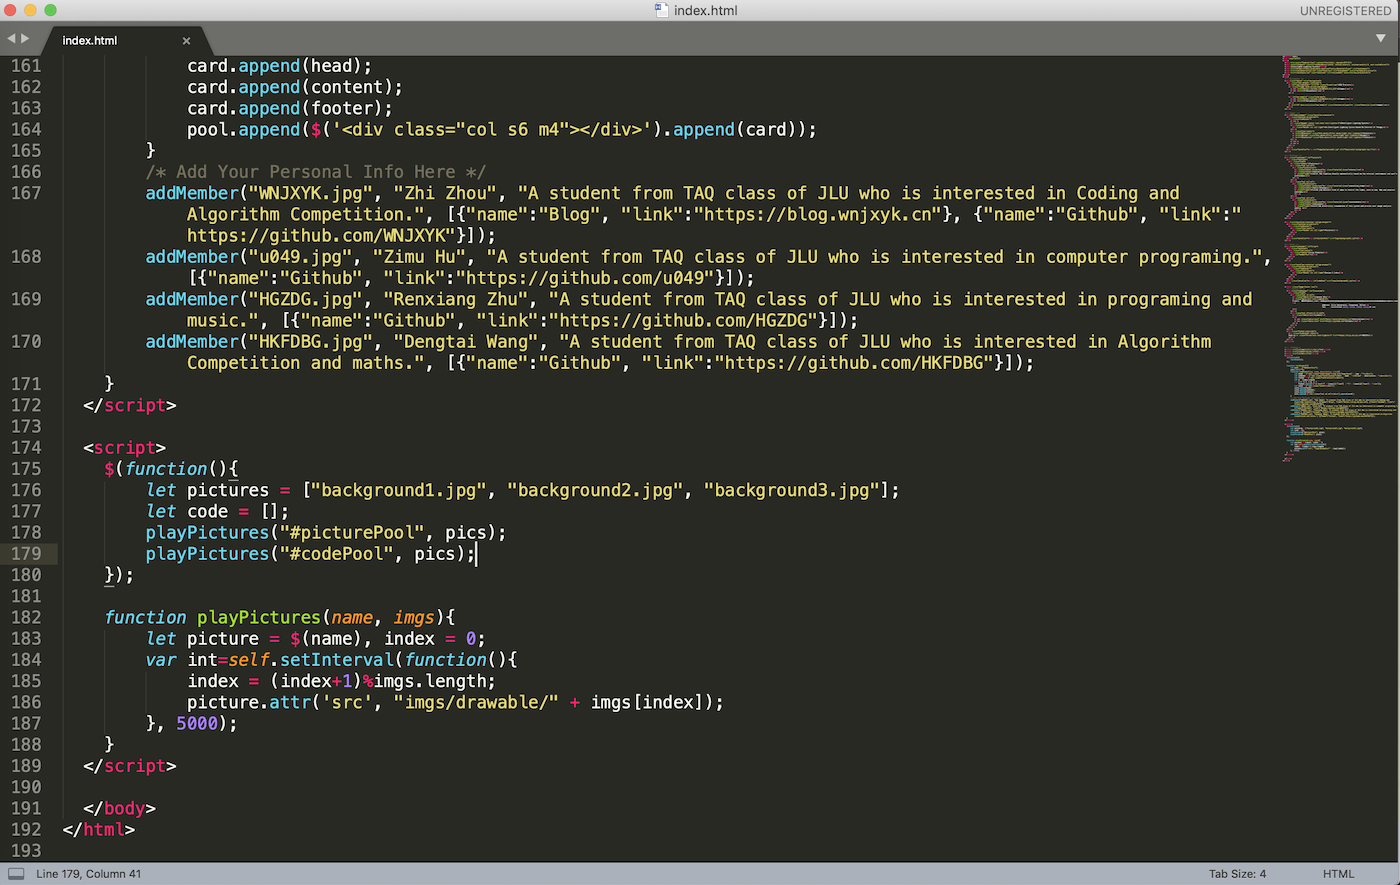 index.html
UNREGISTERED
index.html ×
161 card.append(head);
162 card.append(content);
163 card.append(footer);
164 pool.append($('<div class="col s6 m4"></div>').append(card));
165 }
166 /* Add Your Personal Info Here */
167 addMember("WNJXYK.jpg", "Zhi Zhou", "A student from TAQ class of JLU who is interested in Coding and
Algorithm Competition.", [{"name":"Blog", "link":"https://blog.wnjxyk.cn"}, {"name":"Github", "link":"
https://github.com/WNJXYK"}]);
168 addMember("u049.jpg", "Zimu Hu", "A student from TAQ class of JLU who is interested in computer programing.",
[{"name":"Github", "link":"https://github.com/u049"}]);
169 addMember("HGZDG.jpg", "Renxiang Zhu", "A student from TAQ class of JLU who is interested in programing and
music.", [{"name":"Github", "link":"https://github.com/HGZDG"}]);
170 addMember("HKFDBG.jpg", "Dengtai Wang", "A student from TAQ class of JLU who is interested in Algorithm
Competition and maths.", [{"name":"Github", "link":"https://github.com/HKFDBG"}]);
171 }
172 </script>
173
174 <script>
175 $(function(){
176 let pictures = ["background1.jpg", "background2.jpg", "background3.jpg"];
177 let code = [];
178 playPictures("#picturePool", pics);
179 playPictures("#codePool", pics);
180 });
181
182 function playPictures(name, imgs){
183 let picture = $(name), index = 0;
184 var int=self.setInterval(function(){
185 index = (index+1)%imgs.length;
186 picture.attr('src', "imgs/drawable/" + imgs[index]);
187 }, 5000);
188 }
189 </script>
190
191 </body>
192 </html>
193
Line 179, Column 41
Tab Size: 4
HTML